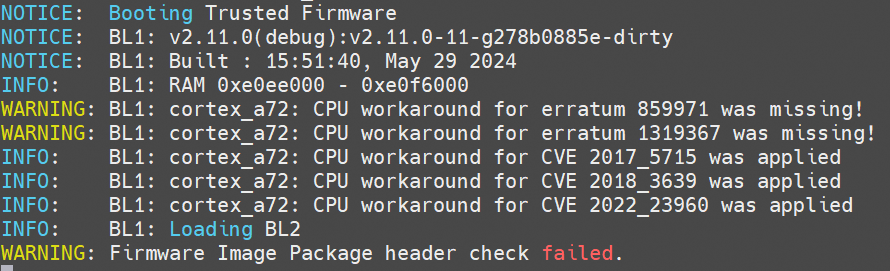 NOTICE:  Booting Trusted Firmware
NOTICE:  BL1: v2.11.0(debug):v2.11.0-11-g278b0885e-dirty
NOTICE:  BL1: Built : 15:51:40, May 29 2024
INFO:    BL1: RAM 0xe0ee000 - 0xe0f6000
WARNING: BL1: cortex_a72: CPU workaround for erratum 859971 was missing!
WARNING: BL1: cortex_a72: CPU workaround for erratum 1319367 was missing!
INFO:    BL1: cortex_a72: CPU workaround for CVE 2017_5715 was applied
INFO:    BL1: cortex_a72: CPU workaround for CVE 2018_3639 was applied
INFO:    BL1: cortex_a72: CPU workaround for CVE 2022_23960 was applied
INFO:    BL1: Loading BL2
WARNING: Firmware Image Package header check failed.